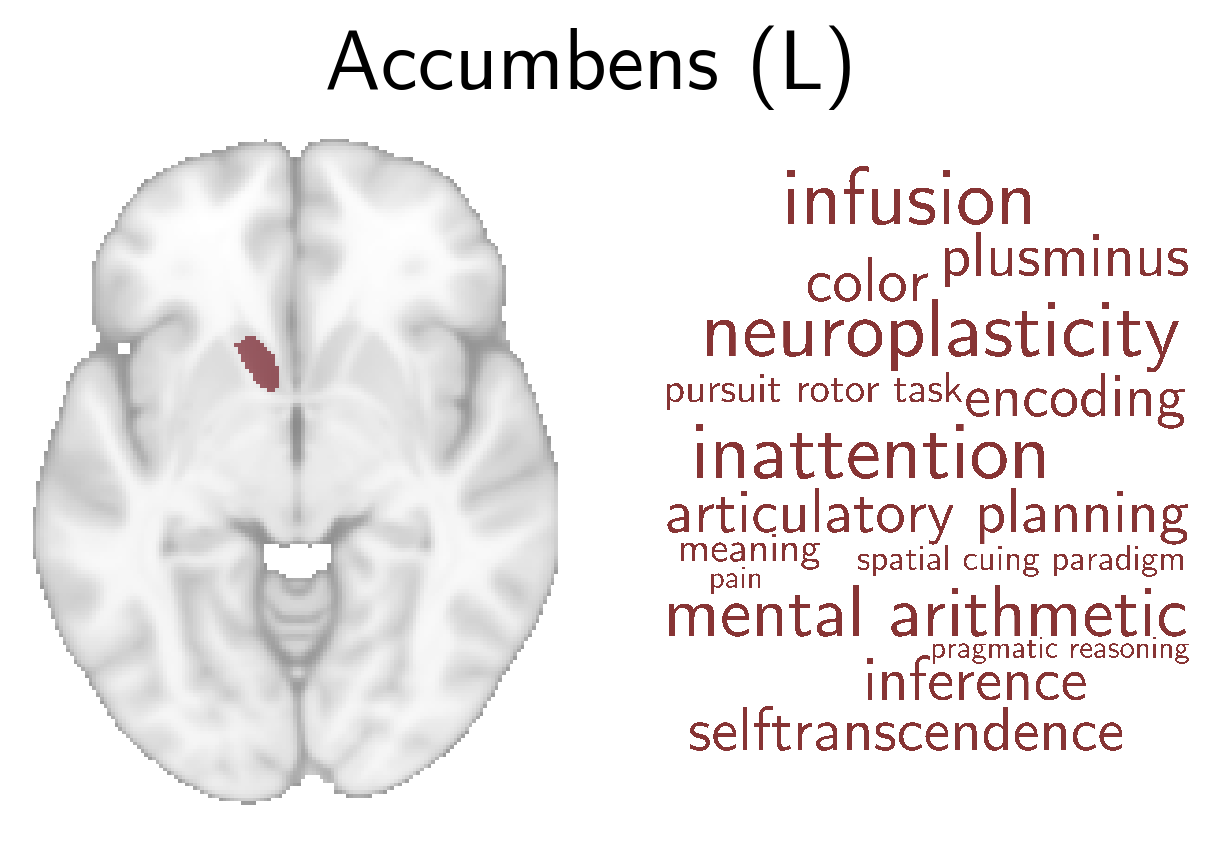 Accumbens (L)
infusion
plusminus
color
neuroplasticity
pursuit rotor task
encoding
inattention
articulatory planning
meaning
spatial cuing paradigm
pain
mental arithmetic
pragmatic reasoning
inference
selftranscendence